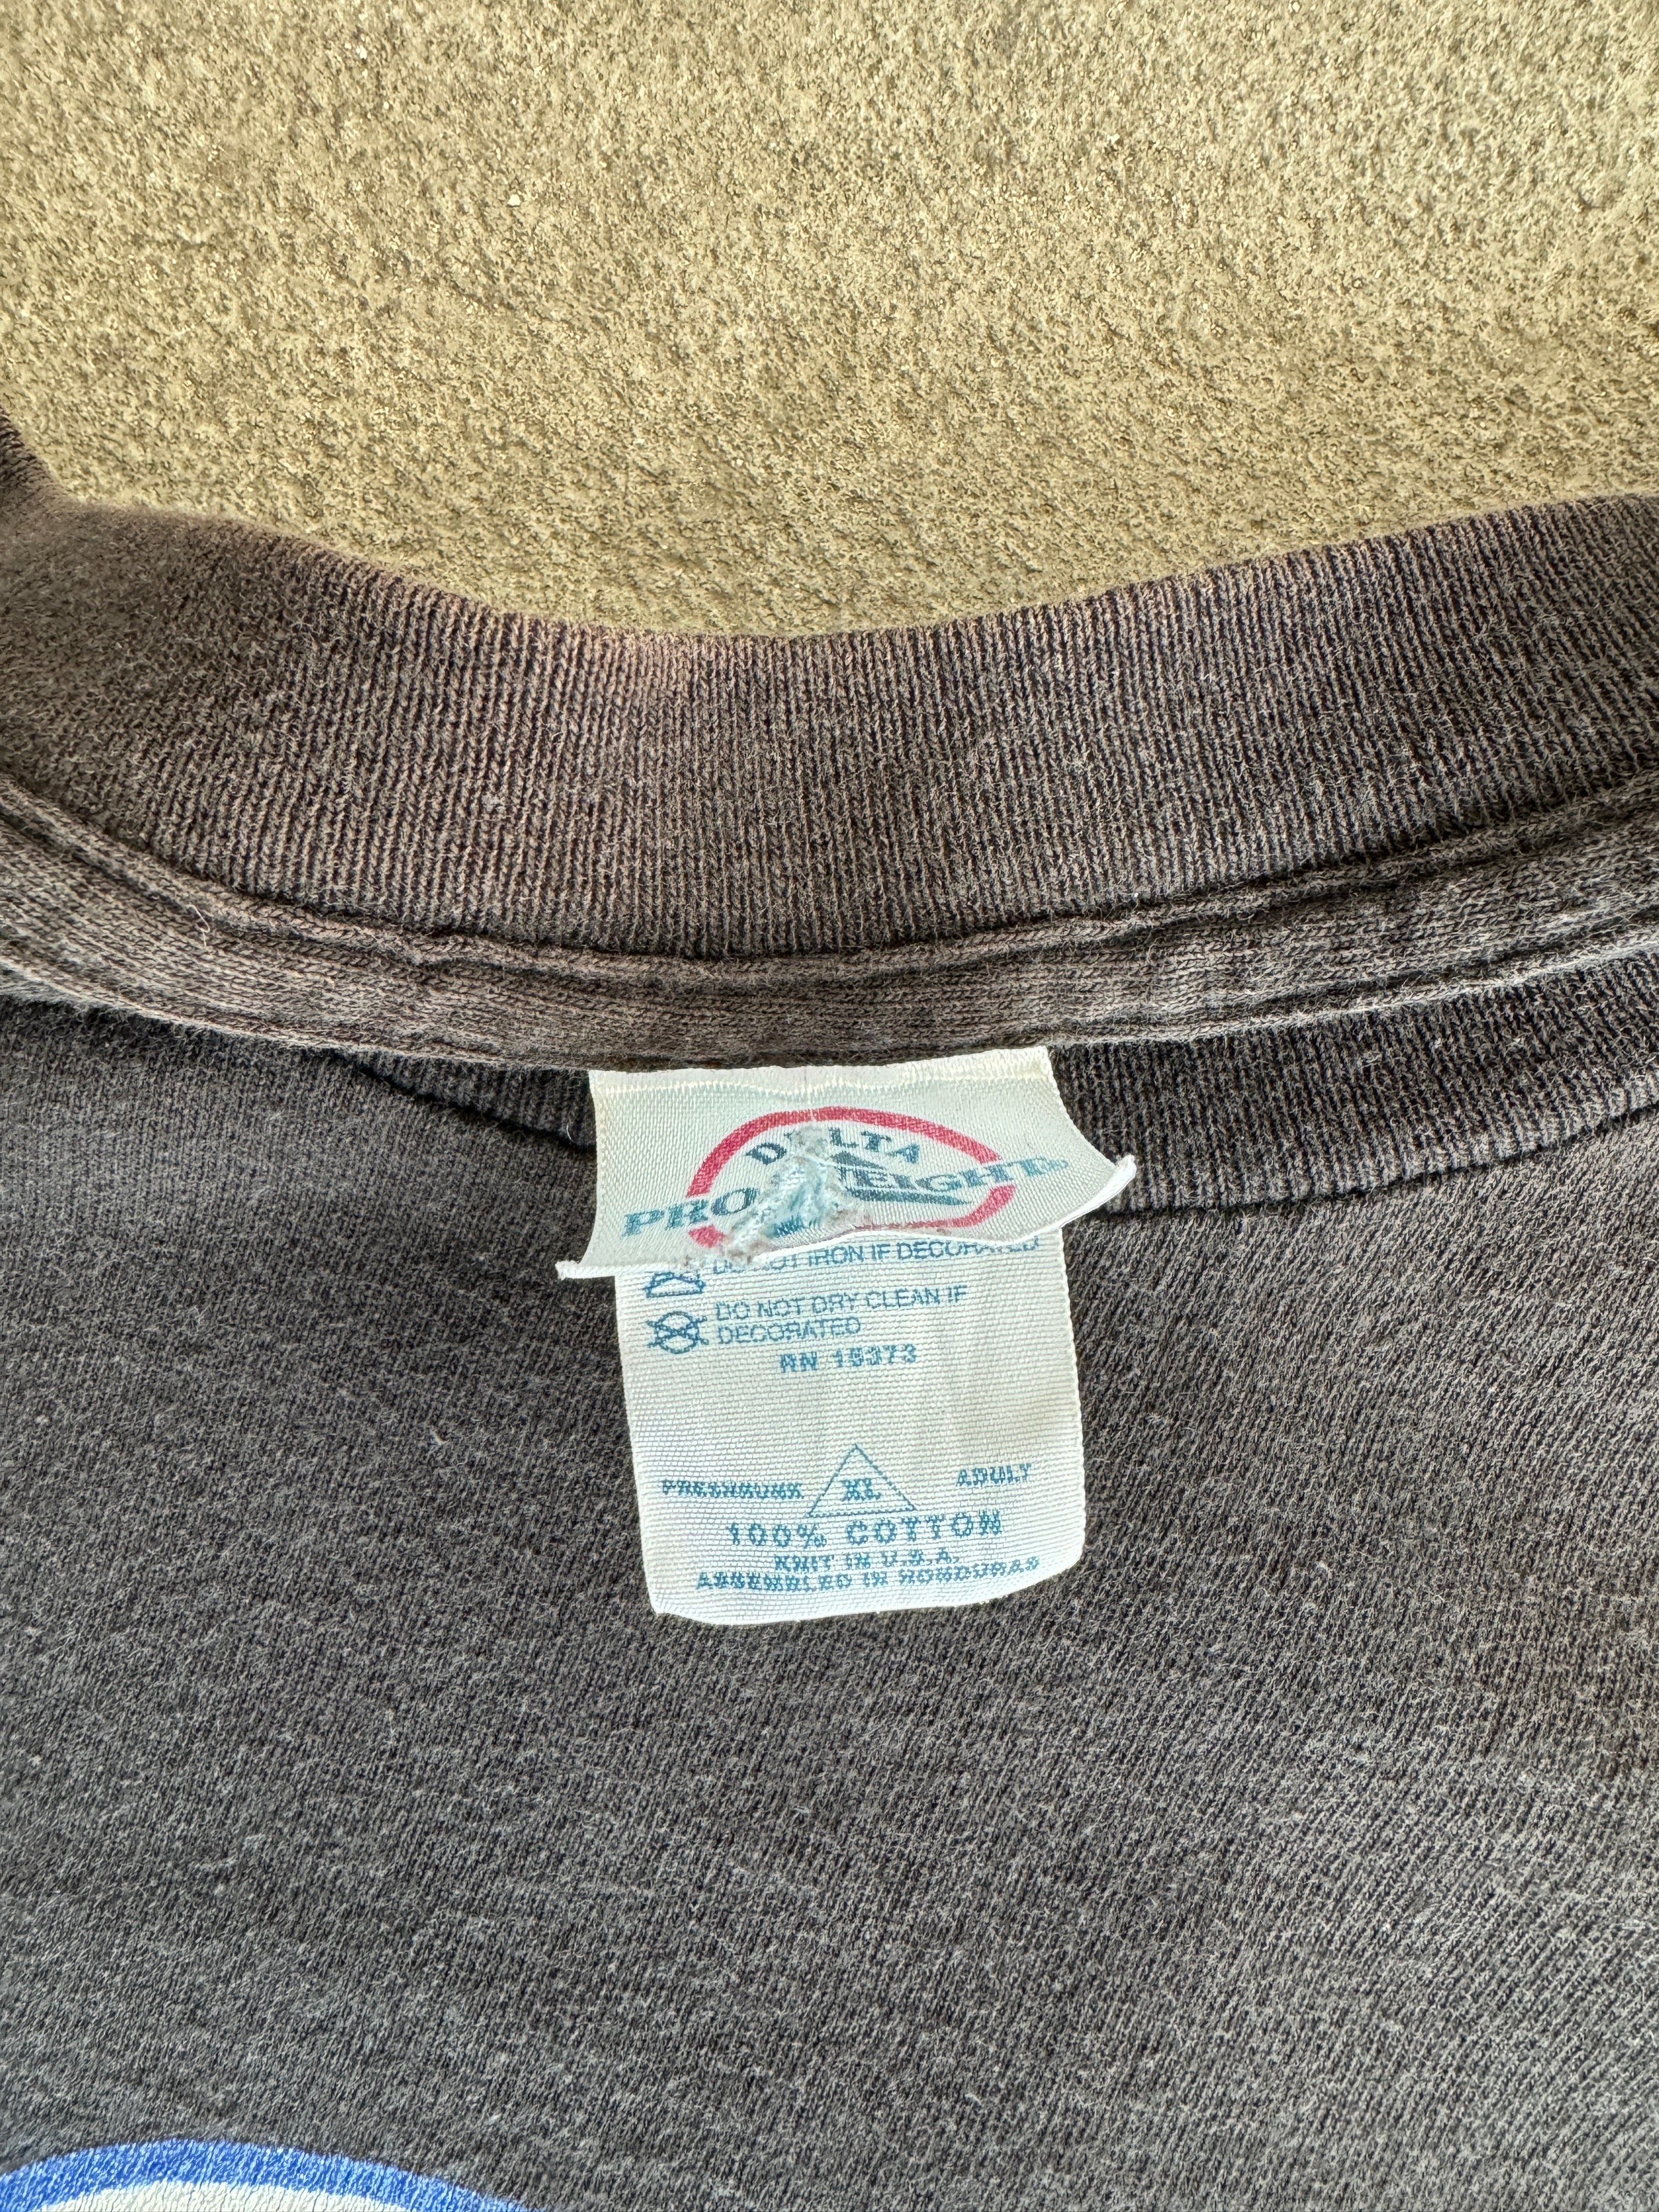 DELTA
PRO WEIGHT®
DO NOT IRON IF DECORATED
DO NOT DRY CLEAN IF
DECORATED
RN 15373
PRESHRUNK XL ADULT
100% COTTON
KNIT IN U.S.A.
ASSEMBLED IN HONDURAS